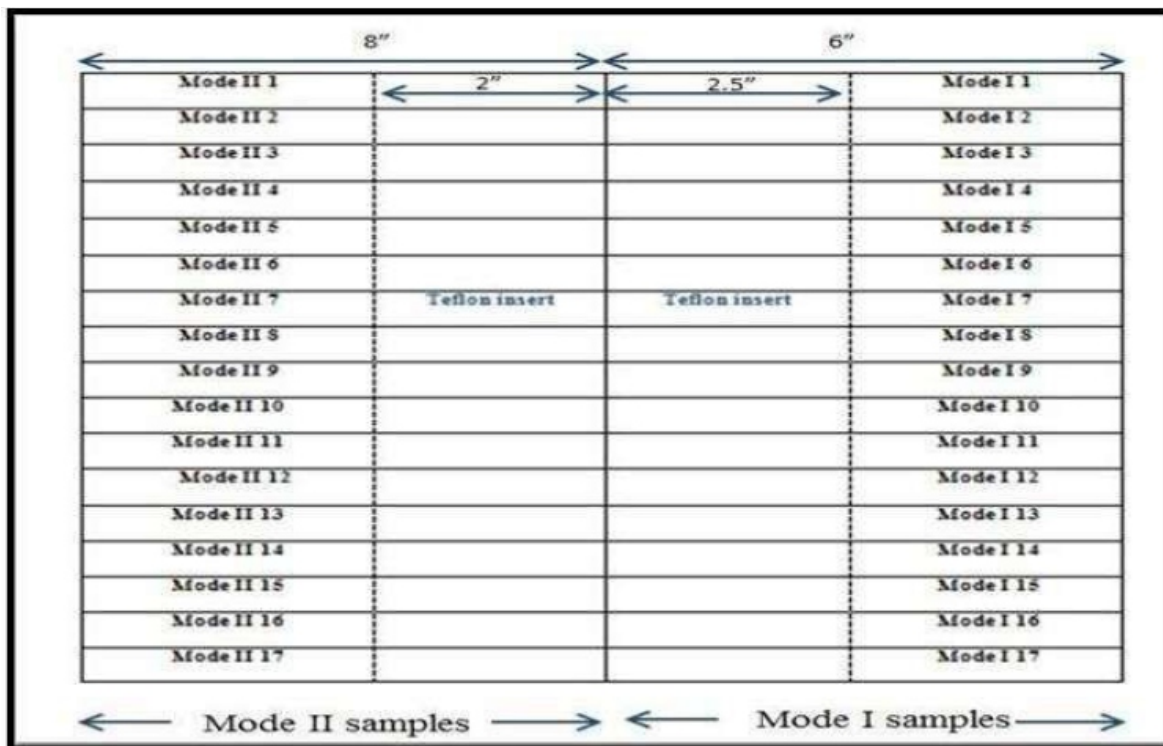 8” 6”
Mode II 1 2” 2.5” Mode I 1
Mode II 2 Mode I 2
Mode II 3 Mode I 3
Mode II 4 Mode I 4
Mode II 5 Mode I 5
Mode II 6 Mode I 6
Mode II 7 Teflon insert Teflon insert Mode I 7
Mode II 8 Mode I 8
Mode II 9 Mode I 9
Mode II 10 Mode I 10
Mode II 11 Mode I 11
Mode II 12 Mode I 12
Mode II 13 Mode I 13
Mode II 14 Mode I 14
Mode II 15 Mode I 15
Mode II 16 Mode I 16
Mode II 17 Mode I 17
Mode II samples Mode I samples